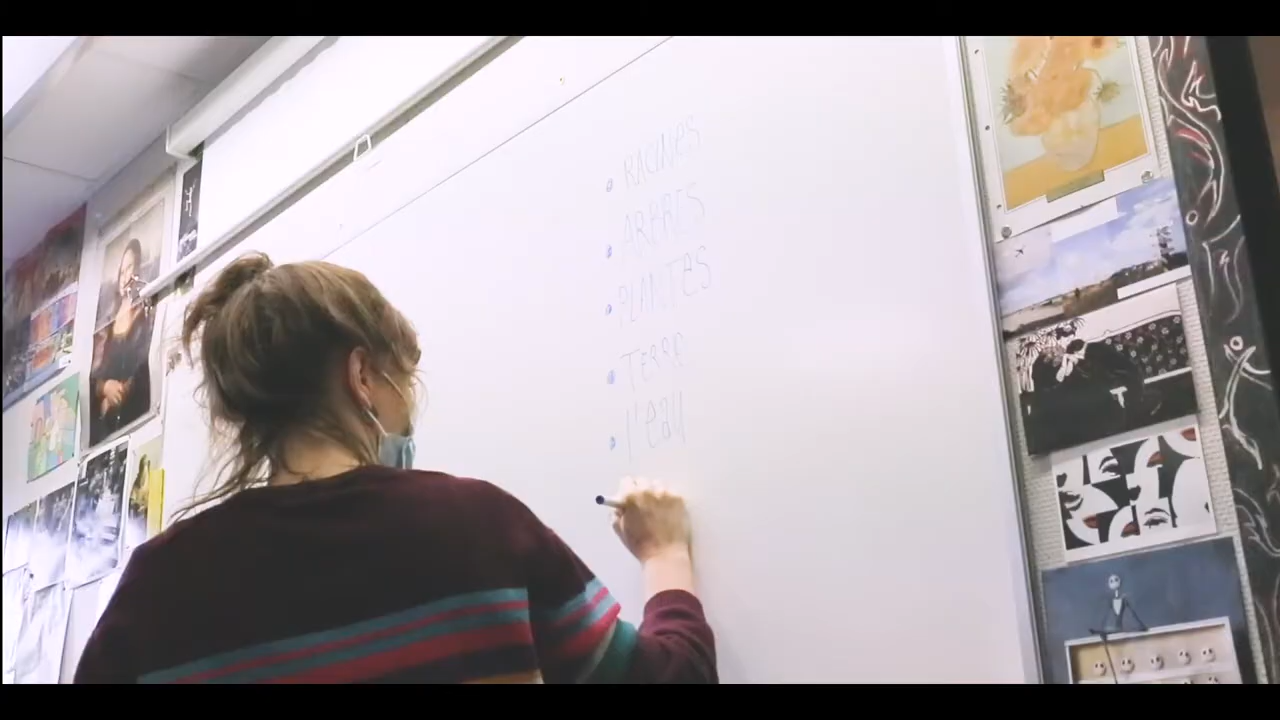 • RACINES
• ARBRES
• PLANTES
• TERRE
• l'eau